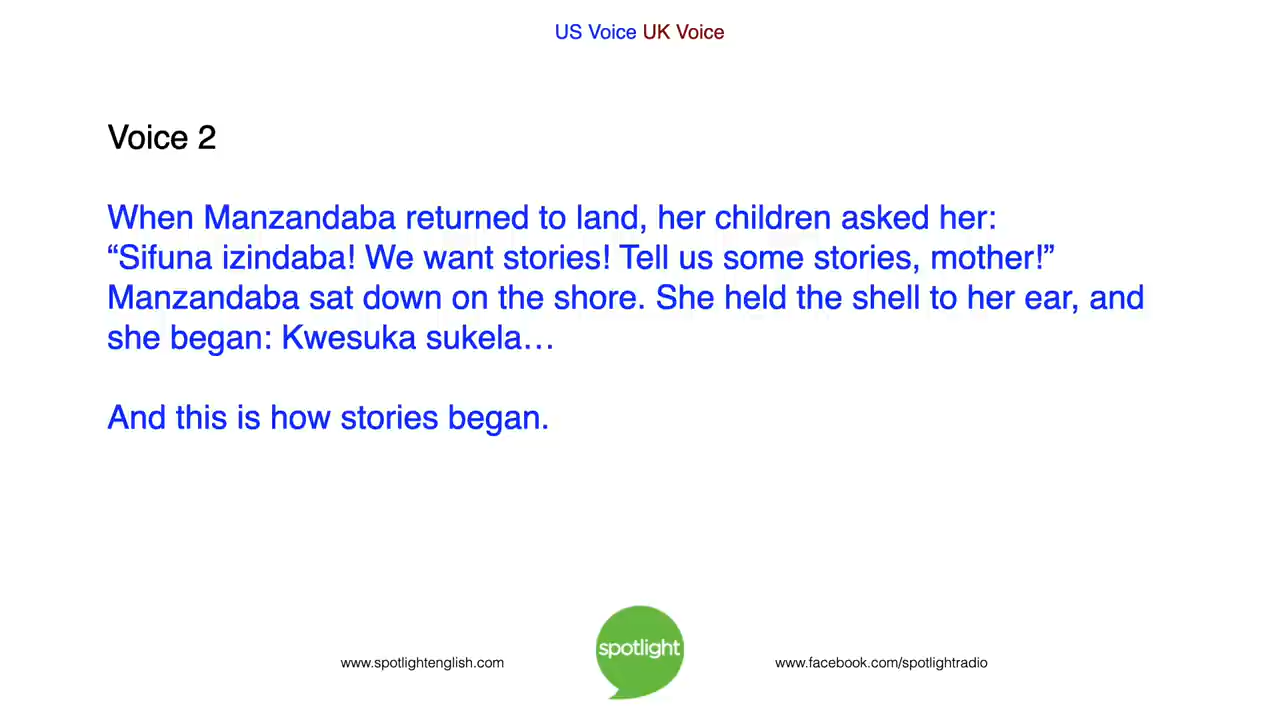 US Voice UK Voice
Voice 2
When Manzandaba returned to land, her children asked her:
“Sifuna izindaba! We want stories! Tell us some stories, mother!”
Manzandaba sat down on the shore. She held the shell to her ear, and
she began: Kwesuka sukela…
And this is how stories began.
www.spotlightenglish.com
spotlight
www.facebook.com/spotlightradio